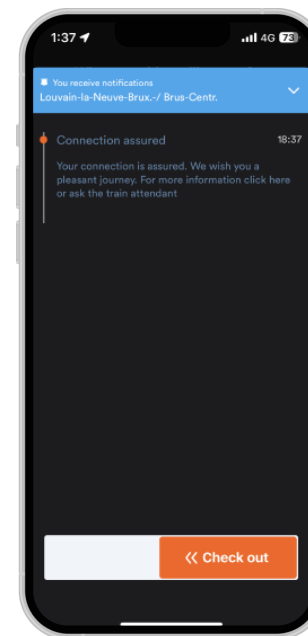 1:37 4G 73
You receive notifications
Louvain-la-Neuve-Brux.-/ Brus-Centr.
Connection assured 18:37
Your connection is assured. We wish you a
pleasant journey. For more information click here
or ask the train attendant
Check out